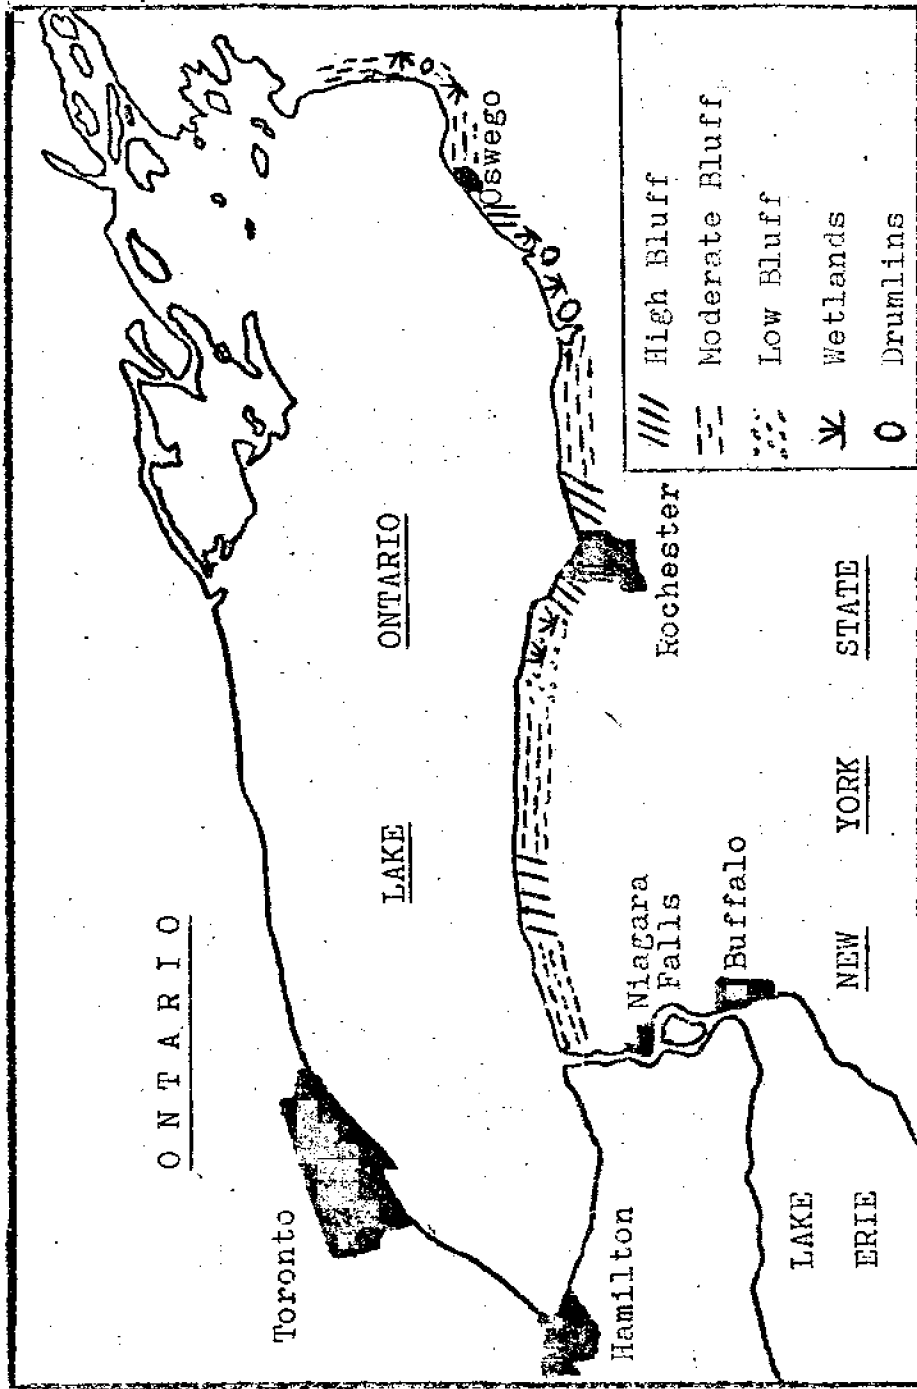 ONTARIO
Toronto
LAKE ONTARIO
Hamilton
Niagara
Falls
Buffalo
Rochester
Oswego
LAKE
ERIE
NEW YORK STATE
High Bluff
Moderate Bluff
Low Bluff
Wetlands
Drumlins